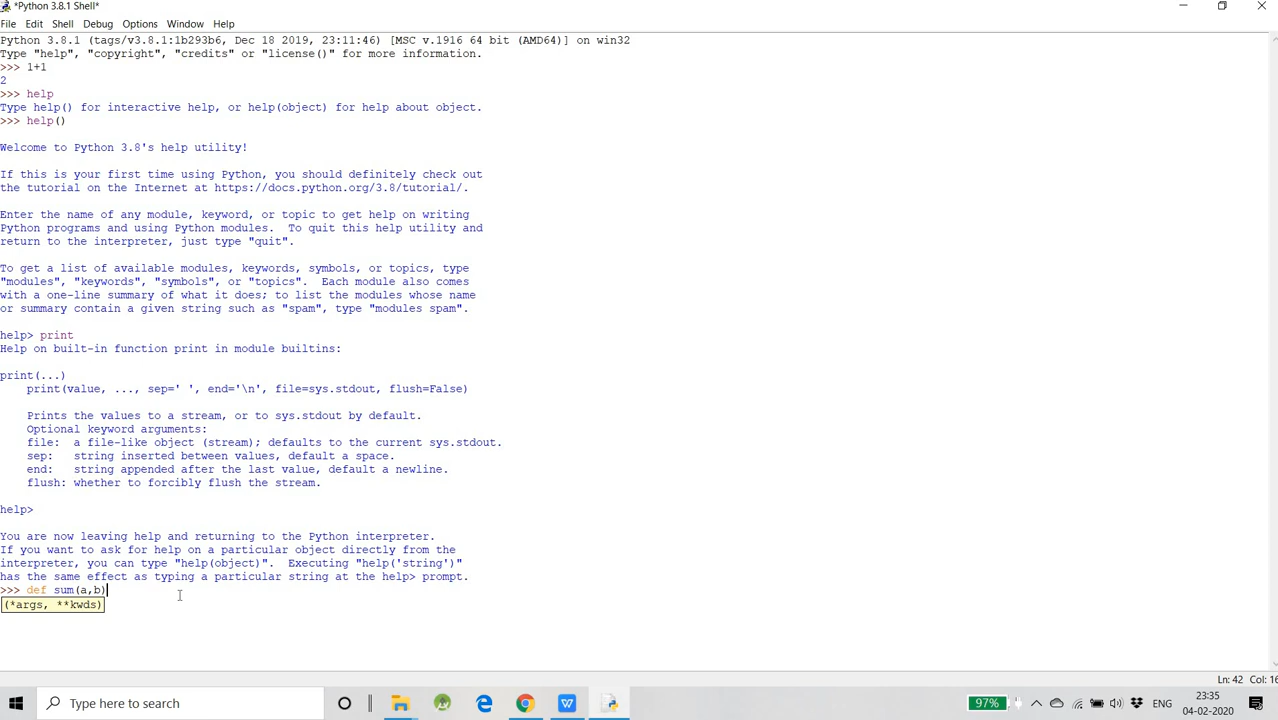 *Python 3.8.1 Shell*
File Edit Shell Debug Options Window Help
Python 3.8.1 (tags/v3.8.1:1b293b6, Dec 18 2019, 23:11:46) [MSC v.1916 64 bit (AMD64)] on win32
Type "help", "copyright", "credits" or "license()" for more information.
>>> 1+1
2
>>> help
Type help() for interactive help, or help(object) for help about object.
>>> help()
Welcome to Python 3.8's help utility!
If this is your first time using Python, you should definitely check out
the tutorial on the Internet at https://docs.python.org/3.8/tutorial/.
Enter the name of any module, keyword, or topic to get help on writing
Python programs and using Python modules.  To quit this help utility and
return to the interpreter, just type "quit".
To get a list of available modules, keywords, symbols, or topics, type
"modules", "keywords", "symbols", or "topics".  Each module also comes
with a one-line summary of what it does; to list the modules whose name
or summary contain a given string such as "spam", type "modules spam".
help> print
Help on built-in function print in module builtins:
print(...)
    print(value, ..., sep=' ', end='\n', file=sys.stdout, flush=False)
    Prints the values to a stream, or to sys.stdout by default.
    Optional keyword arguments:
    file:  a file-like object (stream); defaults to the current sys.stdout.
    sep:   string inserted between values, default a space.
    end:   string appended after the last value, default a newline.
    flush: whether to forcibly flush the stream.
help>
You are now leaving help and returning to the Python interpreter.
If you want to ask for help on a particular object directly from the
interpreter, you can type "help(object)".  Executing "help('string')"
has the same effect as typing a particular string at the help> prompt.
>>> def sum(a,b)
(*args, **kwds)
Ln: 42 Col: 16
Type here to search
97%
ENG
23:35
04-02-2020